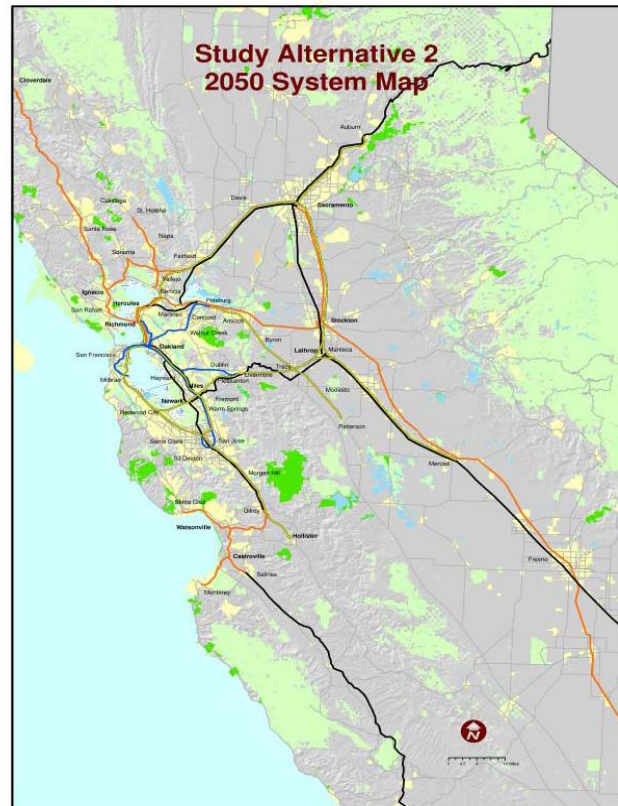 Study Alternative 2
2050 System Map
Cloverdale
Auburn
Calistoga
St. Helena
Davis
Sacramento
Santa Rosa
Napa
Sonoma
Fairfield
Vallejo
Ignacio
Benicia
Hercules
Pittsburg
San Rafael
Martinez
Antioch
Richmond
Concord
Stockton
Walnut Creek
Byron
Oakland
Lathrop
Manteca
San Francisco
Dublin
Tracy
Livermore
Millbrae
Hayward
Pleasanton
Niles
Modesto
Newark
Fremont
Redwood City
Warm Springs
Patterson
Santa Clara
San Jose
Merced
Morgan Hill
Santa Cruz
Gilroy
Watsonville
Hollister
Fresno
Castroville
Salinas
Monterey
N